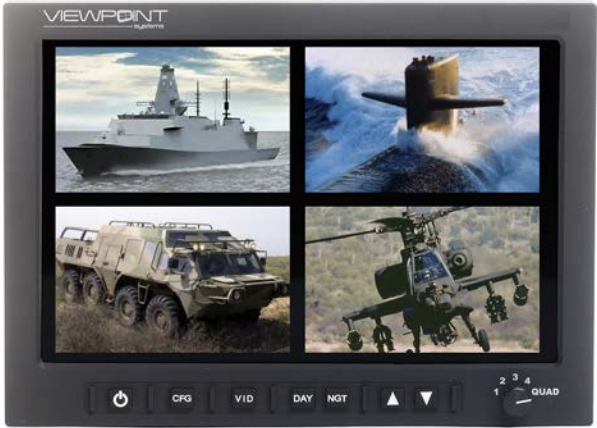 VIEWPOINT
systems
CFG
VID
DAY
NGT
1 2 3 4 QUAD